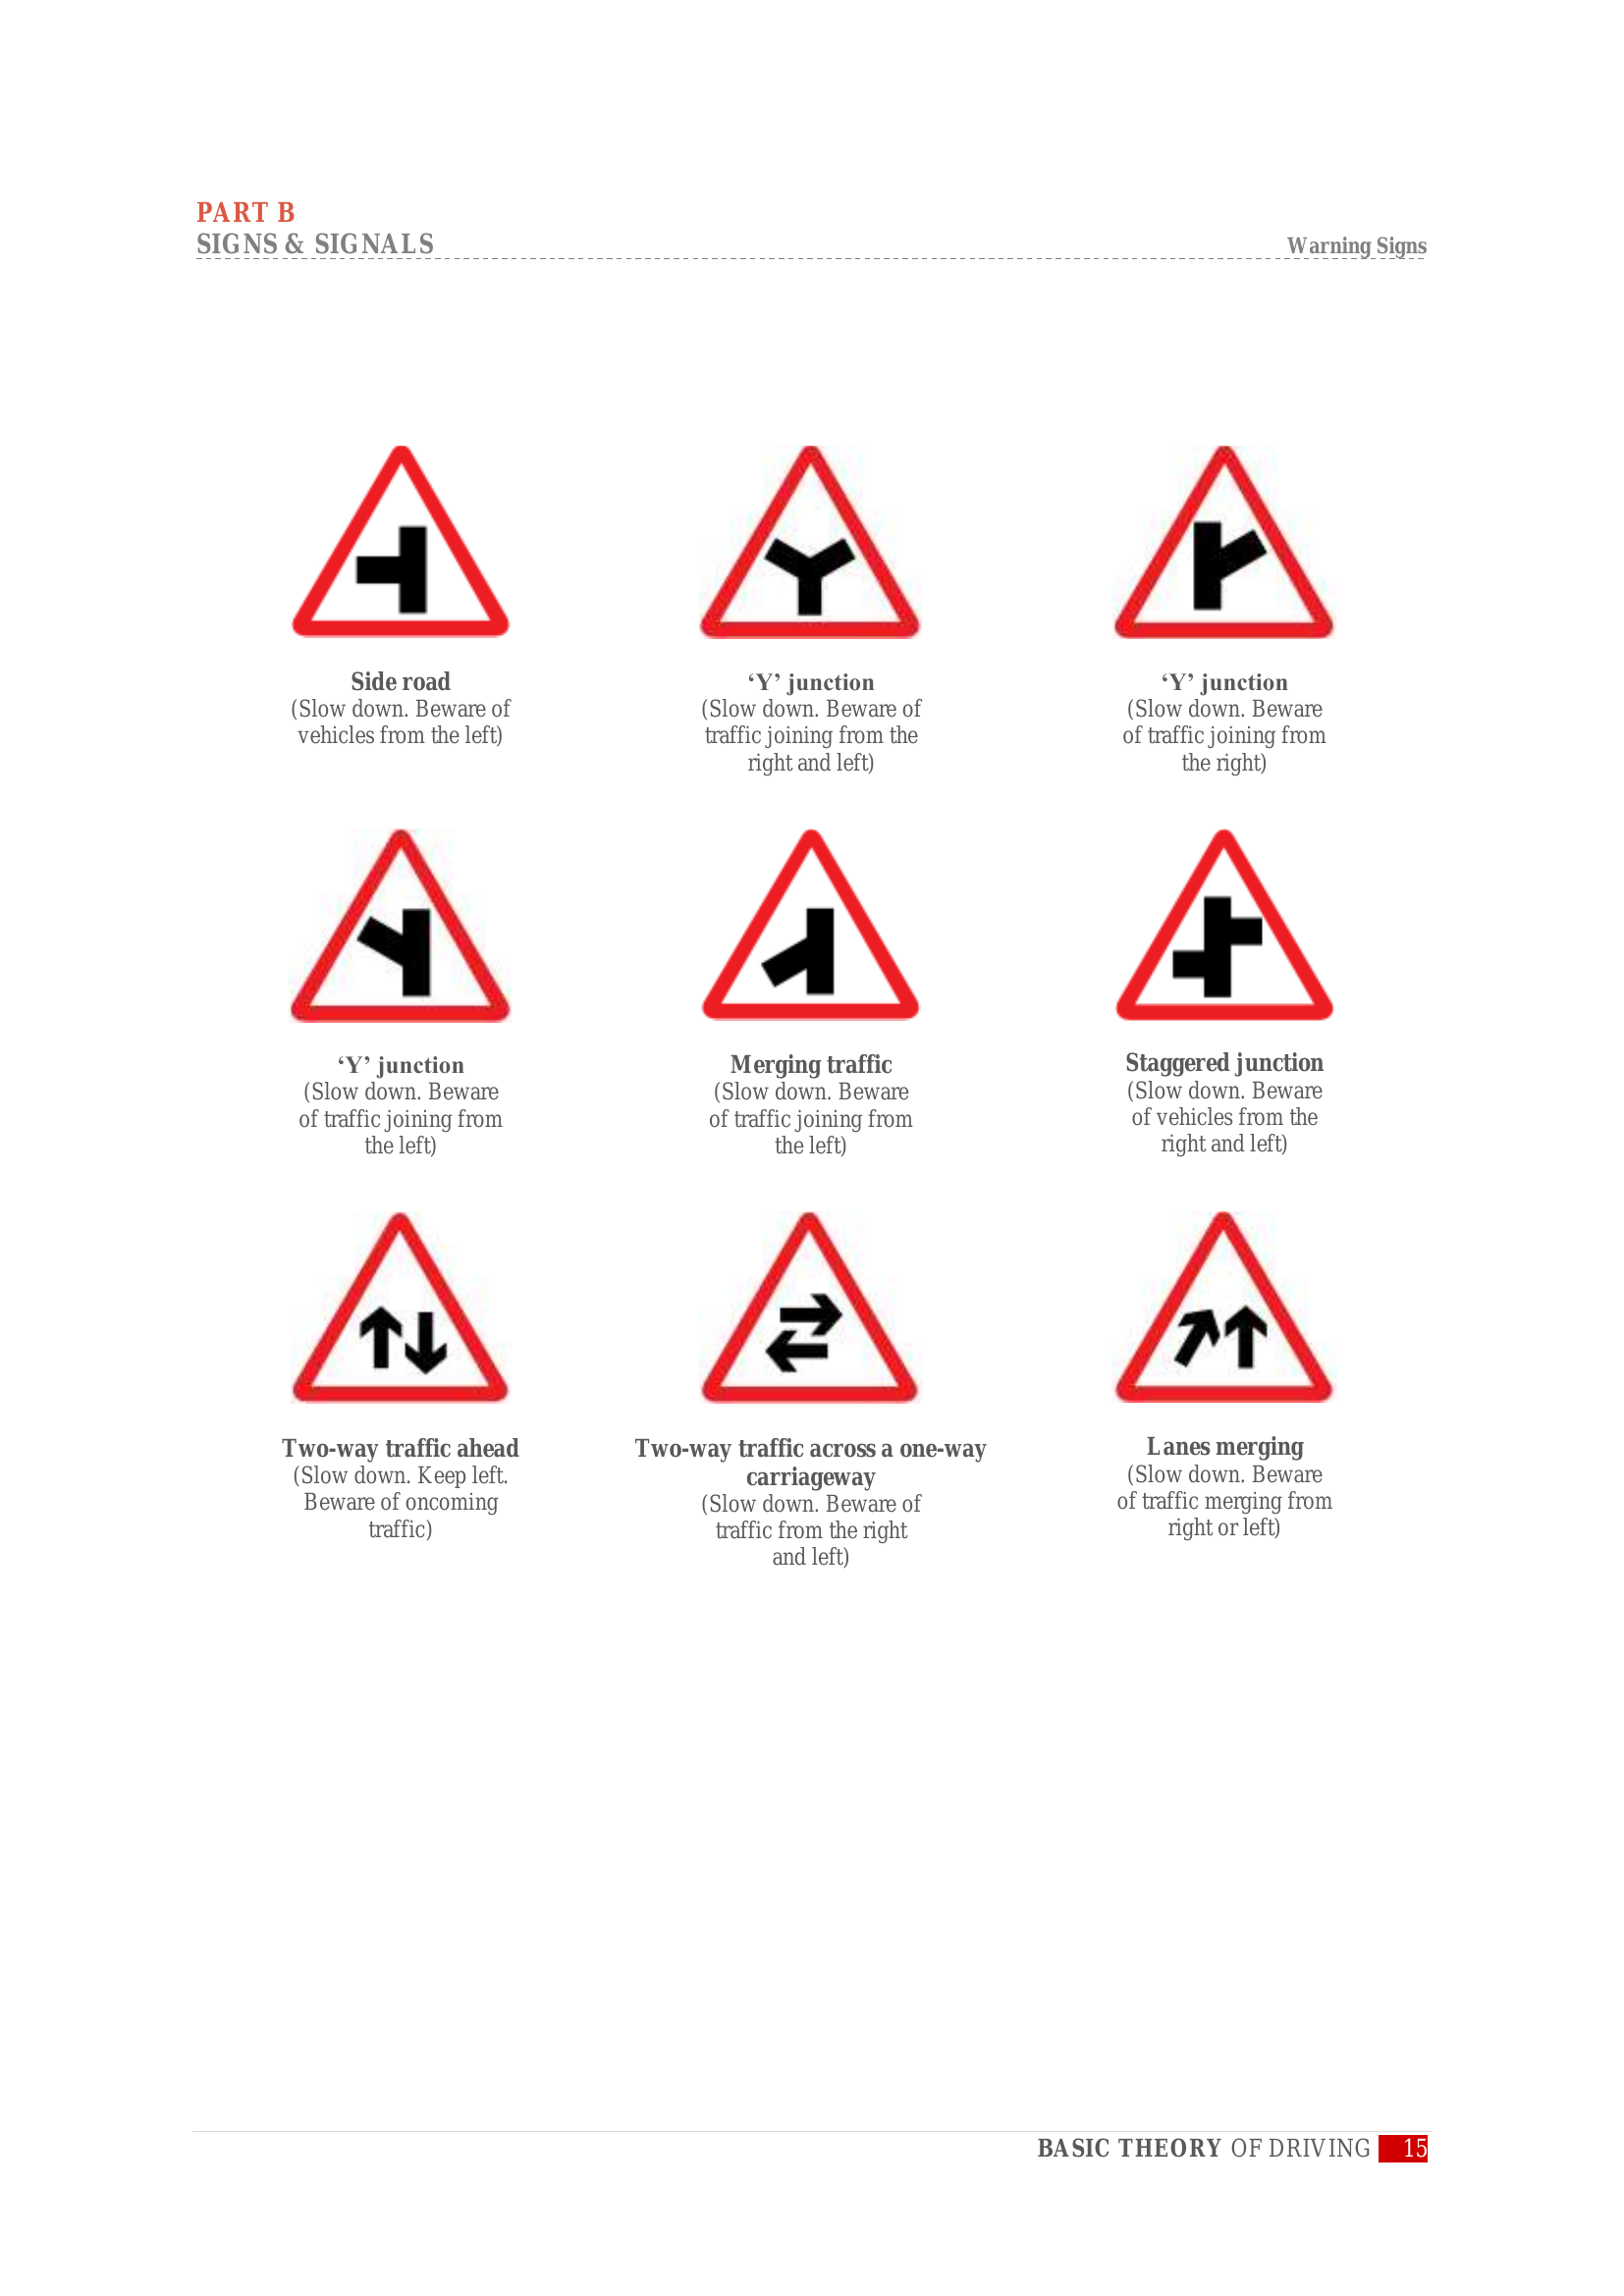 PART B
SIGNS & SIGNALS
Warning Signs
Side road
(Slow down. Beware of
vehicles from the left)
‘Y’ junction
(Slow down. Beware of
traffic joining from the
right and left)
‘Y’ junction
(Slow down. Beware
of traffic joining from
the right)
‘Y’ junction
(Slow down. Beware
of traffic joining from
the left)
Merging traffic
(Slow down. Beware
of traffic joining from
the left)
Staggered junction
(Slow down. Beware
of vehicles from the
right and left)
Two-way traffic ahead
(Slow down. Keep left.
Beware of oncoming
traffic)
Two-way traffic across a one-way
carriageway
(Slow down. Beware of
traffic from the right
and left)
Lanes merging
(Slow down. Beware
of traffic merging from
right or left)
BASIC THEORY OF DRIVING 15